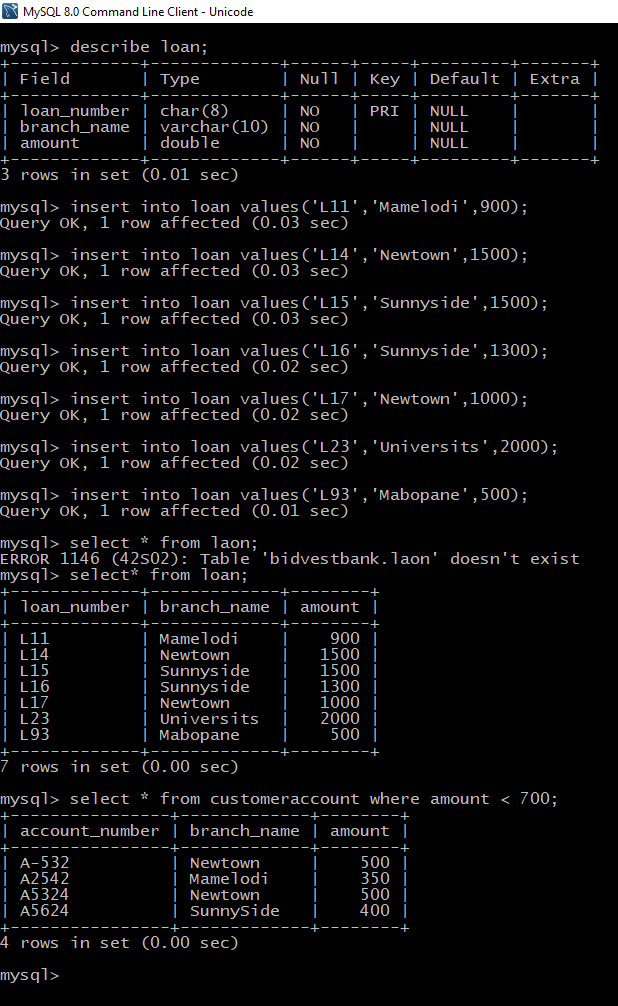 MySQL 8.0 Command Line Client - Unicode
mysql> describe loan;
+-------------+-------------+------+-----+---------+-------+
| Field       | Type        | Null | Key | Default | Extra |
+-------------+-------------+------+-----+---------+-------+
| loan_number | char(8)     | NO   | PRI | NULL    |       |
| branch_name | varchar(10) | NO   |     | NULL    |       |
| amount      | double      | NO   |     | NULL    |       |
+-------------+-------------+------+-----+---------+-------+
3 rows in set (0.01 sec)
mysql> insert into loan values('L11','Mamelodi',900);
Query OK, 1 row affected (0.03 sec)
mysql> insert into loan values('L14','Newtown',1500);
Query OK, 1 row affected (0.03 sec)
mysql> insert into loan values('L15','Sunnyside',1500);
Query OK, 1 row affected (0.03 sec)
mysql> insert into loan values('L16','Sunnyside',1300);
Query OK, 1 row affected (0.02 sec)
mysql> insert into loan values('L17','Newtown',1000);
Query OK, 1 row affected (0.02 sec)
mysql> insert into loan values('L23','Universits',2000);
Query OK, 1 row affected (0.02 sec)
mysql> insert into loan values('L93','Mabopane',500);
Query OK, 1 row affected (0.01 sec)
mysql> select * from laon;
ERROR 1146 (42S02): Table 'bidvestbank.laon' doesn't exist
mysql> select* from loan;
+-------------+-------------+--------+
| loan_number | branch_name | amount |
+-------------+-------------+--------+
| L11         | Mamelodi    |    900 |
| L14         | Newtown     |   1500 |
| L15         | Sunnyside   |   1500 |
| L16         | Sunnyside   |   1300 |
| L17         | Newtown     |   1000 |
| L23         | Universits  |   2000 |
| L93         | Mabopane    |    500 |
+-------------+-------------+--------+
7 rows in set (0.00 sec)
mysql> select * from customeraccount where amount < 700;
+----------------+-------------+--------+
| account_number | branch_name | amount |
+----------------+-------------+--------+
| A-532          | Newtown     |    500 |
| A2542          | Mamelodi    |    350 |
| A5324          | Newtown     |    500 |
| A5624          | SunnySide   |    400 |
+----------------+-------------+--------+
4 rows in set (0.00 sec)
mysql>